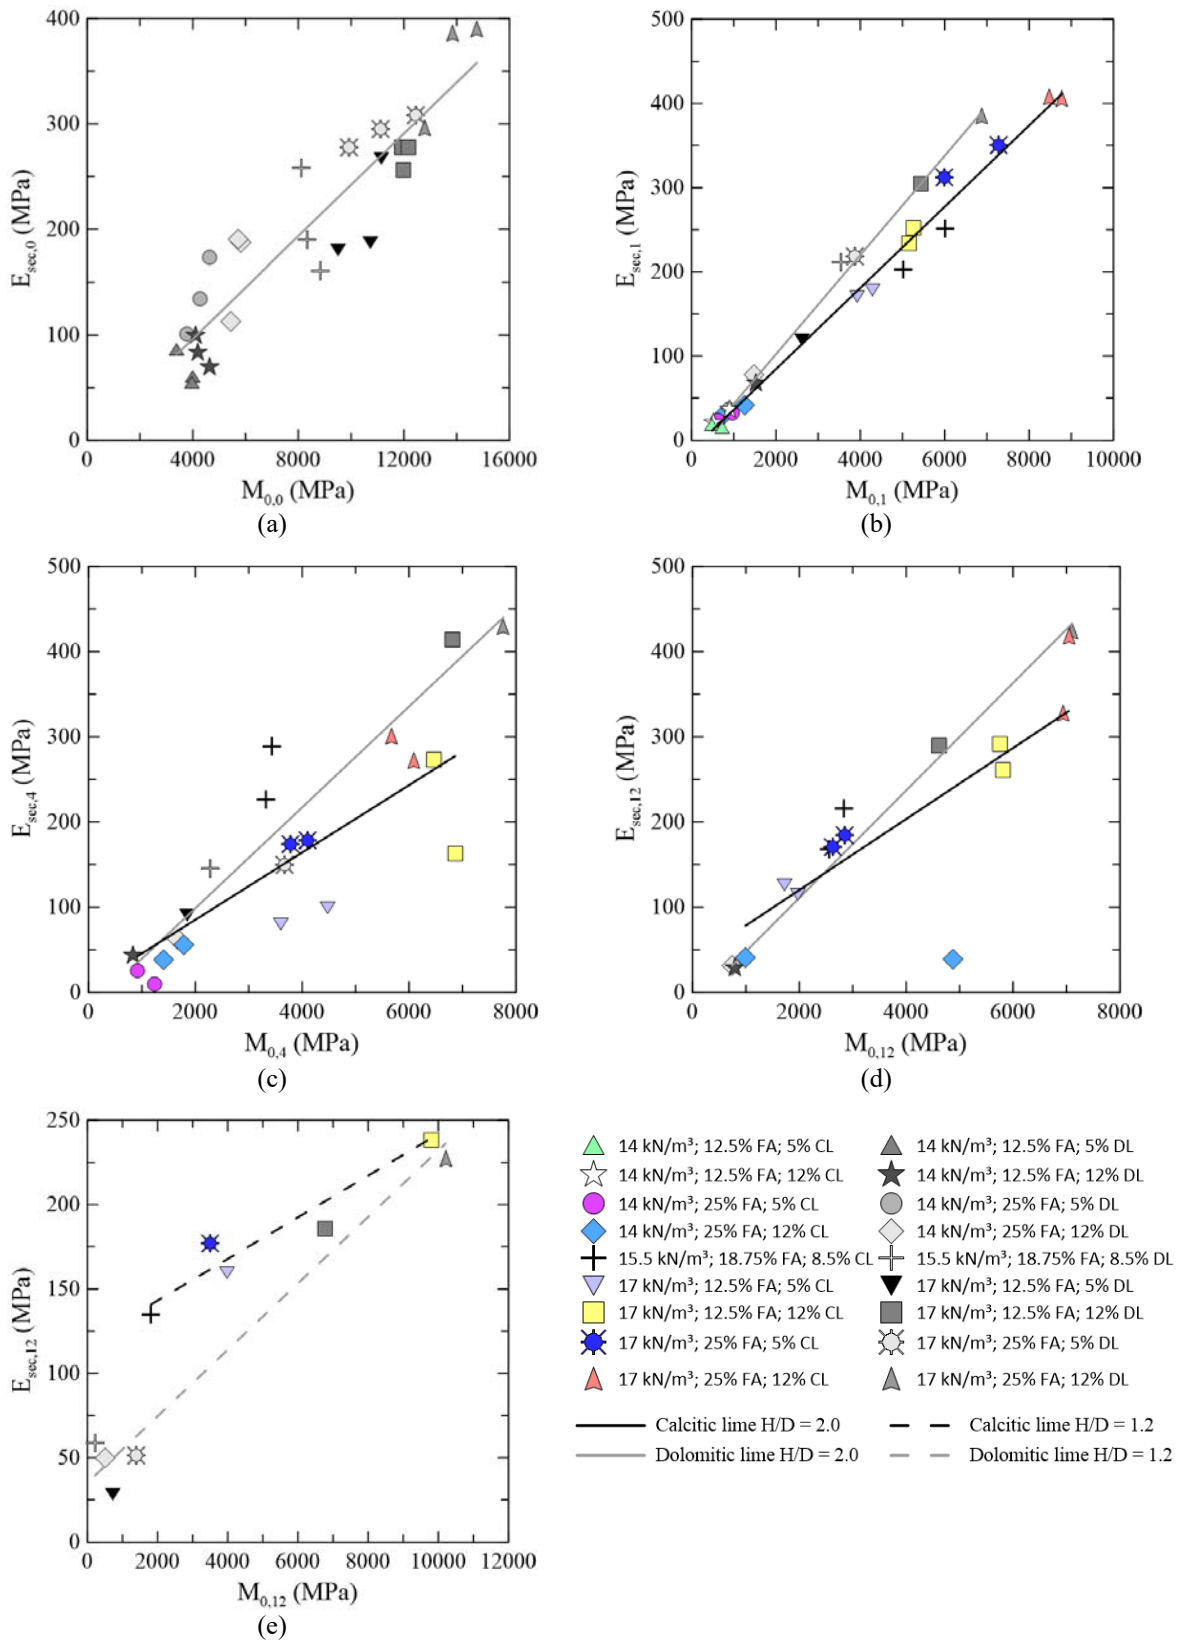 400
300
200
100
0
E_sec,0 (MPa)
0 4000 8000 12000 16000
M_0,0 (MPa)
(a)
500
400
300
200
100
0
E_sec,1 (MPa)
0 2000 4000 6000 8000 10000
M_0,1 (MPa)
(b)
500
400
300
200
100
0
E_sec,4 (MPa)
0 2000 4000 6000 8000
M_0,4 (MPa)
(c)
500
400
300
200
100
0
E_sec,12 (MPa)
0 2000 4000 6000 8000
M_0,12 (MPa)
(d)
250
200
150
100
50
0
E_sec,12 (MPa)
0 2000 4000 6000 8000 10000 12000
M_0,12 (MPa)
(e)
14 kN/m³; 12.5% FA; 5% CL
14 kN/m³; 12.5% FA; 12% CL
14 kN/m³; 25% FA; 5% CL
14 kN/m³; 25% FA; 12% CL
15.5 kN/m³; 18.75% FA; 8.5% CL
17 kN/m³; 12.5% FA; 5% CL
17 kN/m³; 12.5% FA; 12% CL
17 kN/m³; 25% FA; 5% CL
17 kN/m³; 25% FA; 12% CL
14 kN/m³; 12.5% FA; 5% DL
14 kN/m³; 12.5% FA; 12% DL
14 kN/m³; 25% FA; 5% DL
14 kN/m³; 25% FA; 12% DL
15.5 kN/m³; 18.75% FA; 8.5% DL
17 kN/m³; 12.5% FA; 5% DL
17 kN/m³; 12.5% FA; 12% DL
17 kN/m³; 25% FA; 5% DL
17 kN/m³; 25% FA; 12% DL
Calcitic lime H/D = 2.0
Dolomitic lime H/D = 2.0
Calcitic lime H/D = 1.2
Dolomitic lime H/D = 1.2